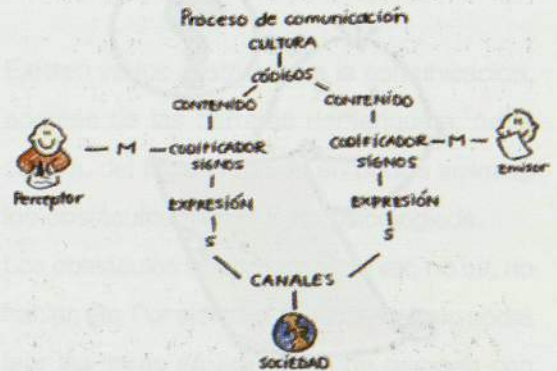 Proceso de comunicación
CULTURA
CÓDIGOS
CONTENIDO CONTENIDO
M CODIFICADOR CODIFICADOR M
SIGNOS SIGNOS
Perceptor Emisor
EXPRESIÓN EXPRESIÓN
S S
CANALES
SOCIEDAD